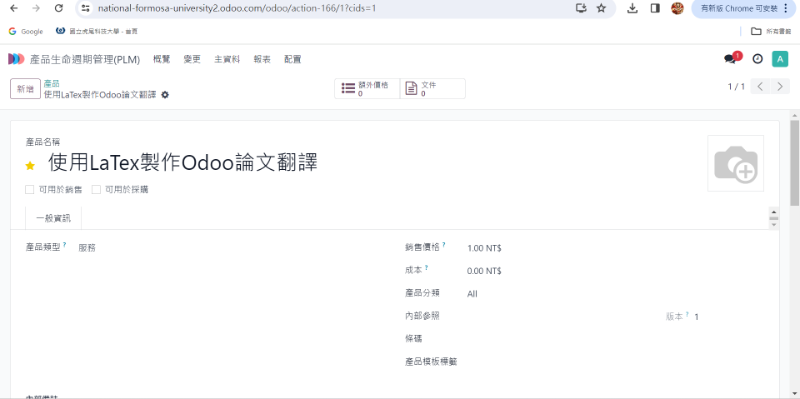 national-formosa-university2.odoo.com/odoo/action-166/1?cids=1
有新版 Chrome 可安裝
Google 國立虎尾科技大學 - 首頁 所有書籤
產品生命週期管理(PLM) 概覽 變更 主資料 報表 配置 1 A
新增 產品 額外價格 文件 1 / 1
使用LaTex製作Odoo論文翻譯 0 0
產品名稱
使用LaTex製作Odoo論文翻譯
可用於銷售 可用於採購
一般資訊
產品類型 ? 服務 銷售價格 ? 1.00 NT$
成本 ? 0.00 NT$
產品分類 All
內部參照 版本 ? 1
條碼
產品模板標籤
內部備註